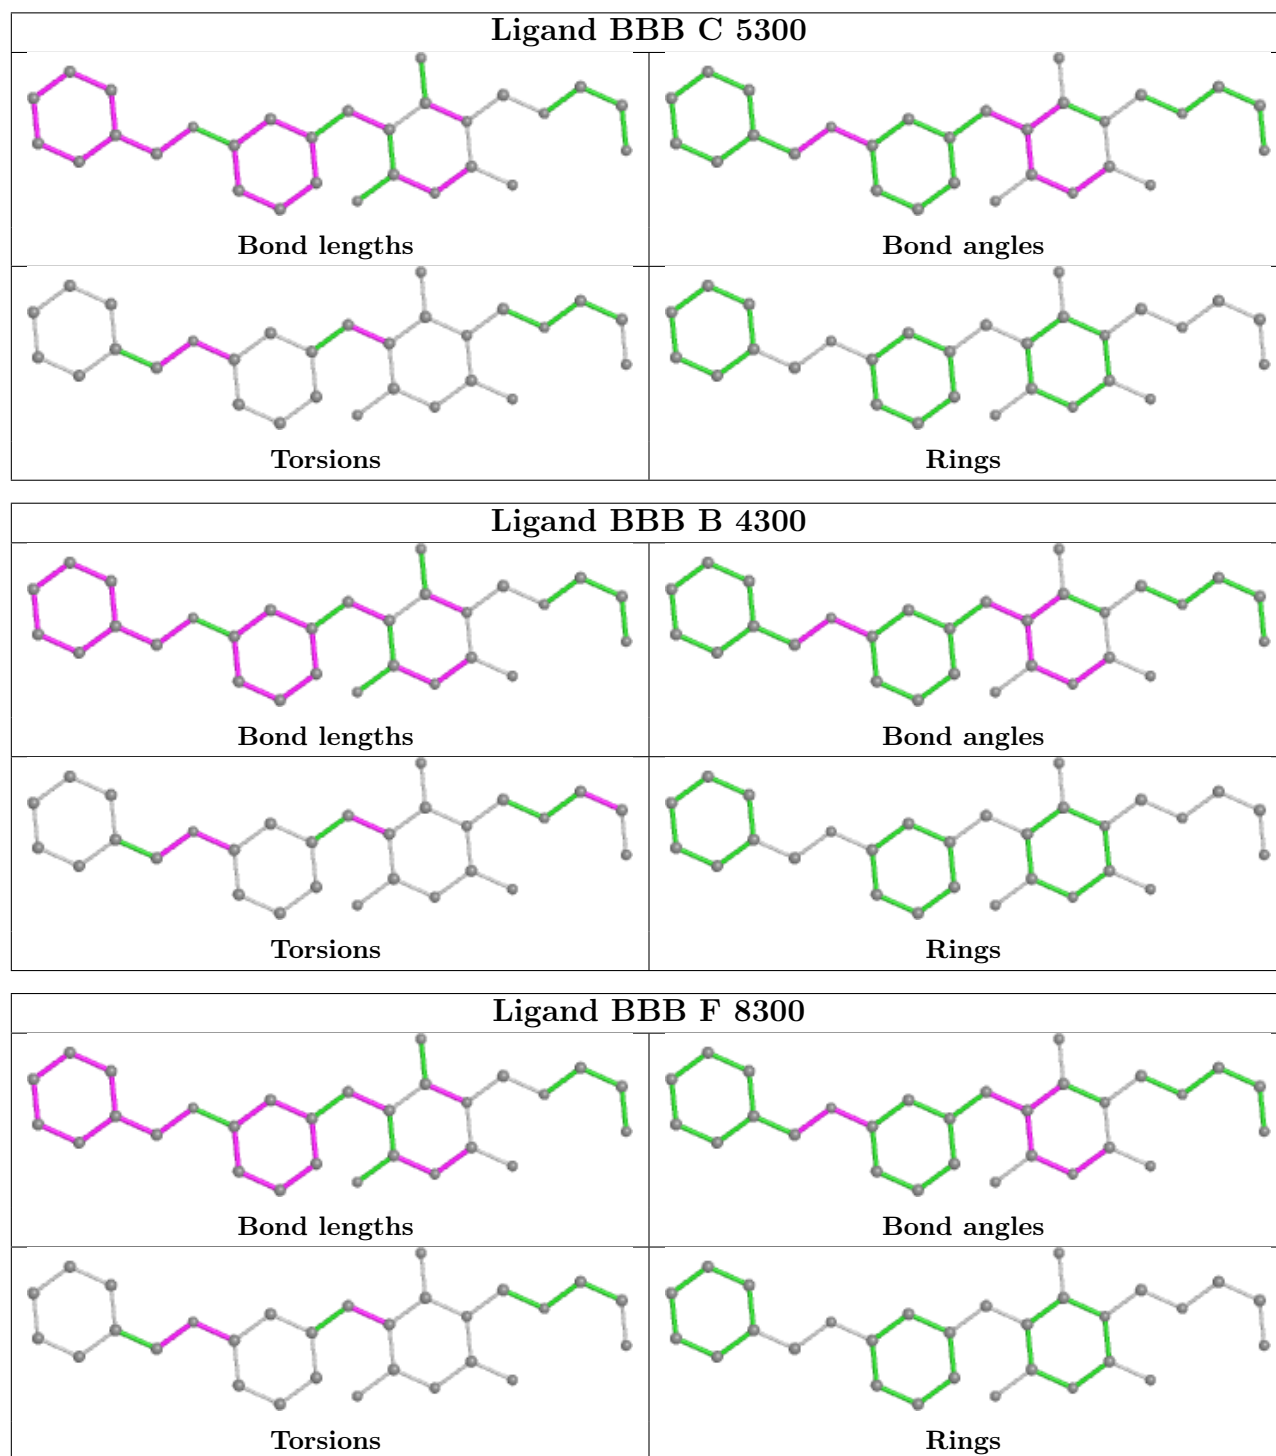 Ligand BBB C 5300
Bond lengths
Bond angles
Torsions
Rings
Ligand BBB B 4300
Bond lengths
Bond angles
Torsions
Rings
Ligand BBB F 8300
Bond lengths
Bond angles
Torsions
Rings